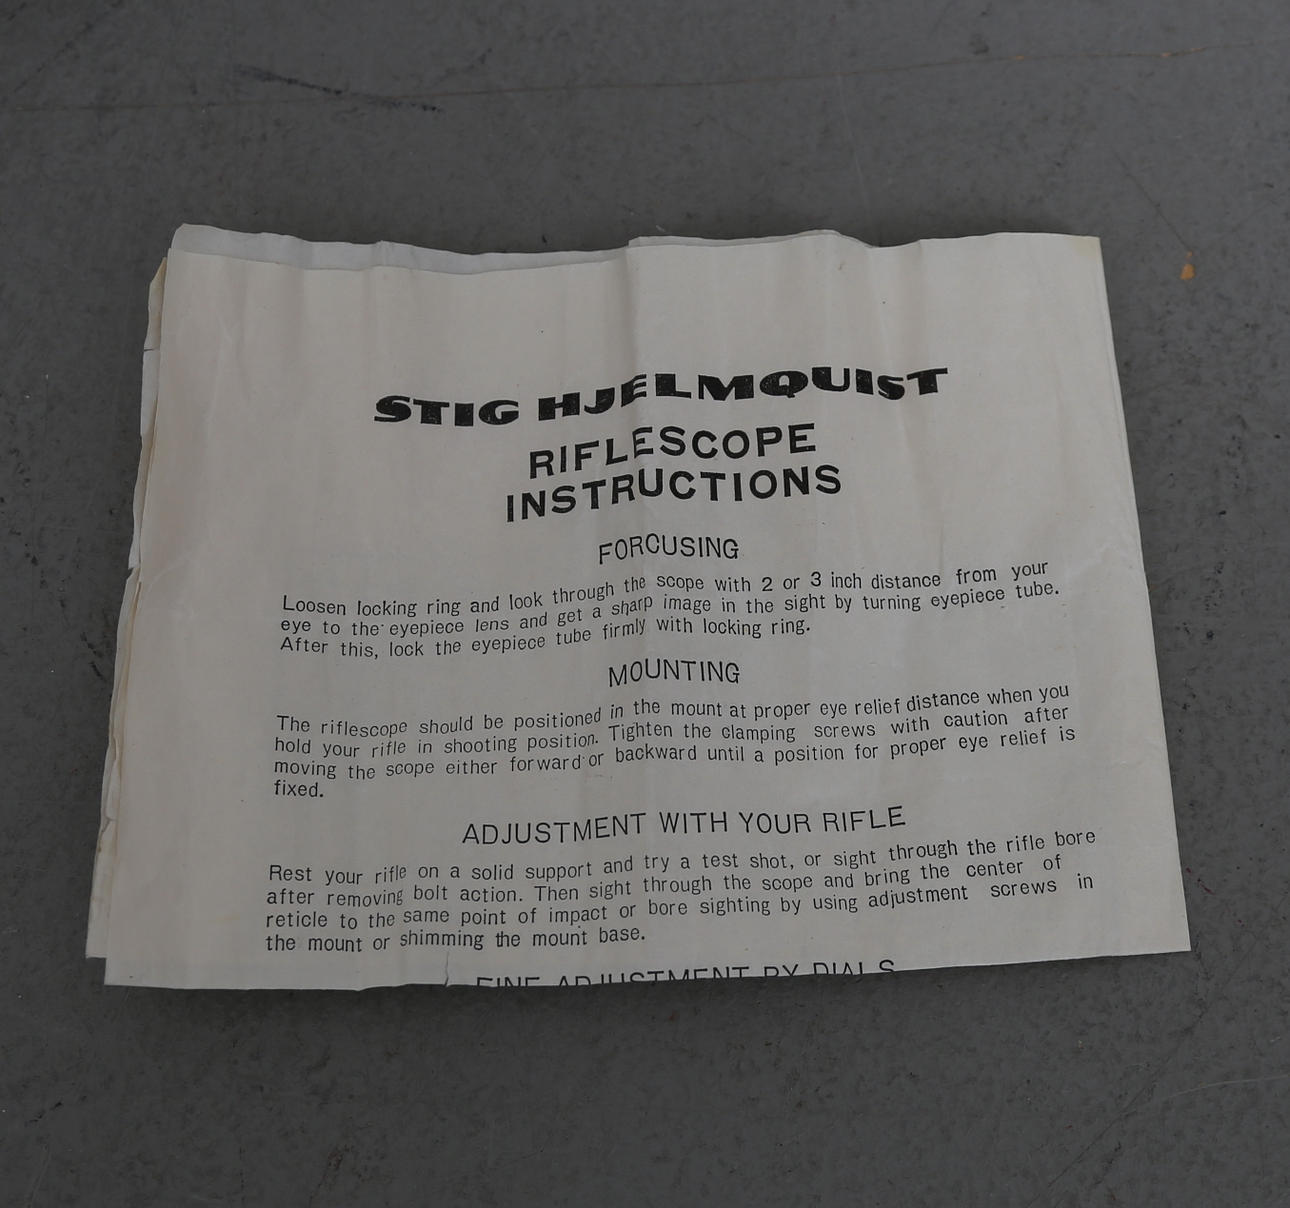 STIG HJELMQUIST
RIFLESCOPE
INSTRUCTIONS
FORCUSING
Loosen locking ring and look through the scope with 2 or 3 inch distance from your
eye to the eyepiece lens and get a sharp image in the sight by turning eyepiece tube.
After this, lock the eyepiece tube firmly with locking ring.
MOUNTING
The riflescope should be positioned in the mount at proper eye relief distance when you
hold your rifle in shooting position. Tighten the clamping screws with caution after
moving the scope either forward or backward until a position for proper eye relief is
fixed.
ADJUSTMENT WITH YOUR RIFLE
Rest your rifle on a solid support and try a test shot, or sight through the rifle bore
after removing bolt action. Then sight through the scope and bring the center of
reticle to the same point of impact or bore sighting by using adjustment screws in
the mount or shimming the mount base.
FINE ADJUSTMENT BY DIALS